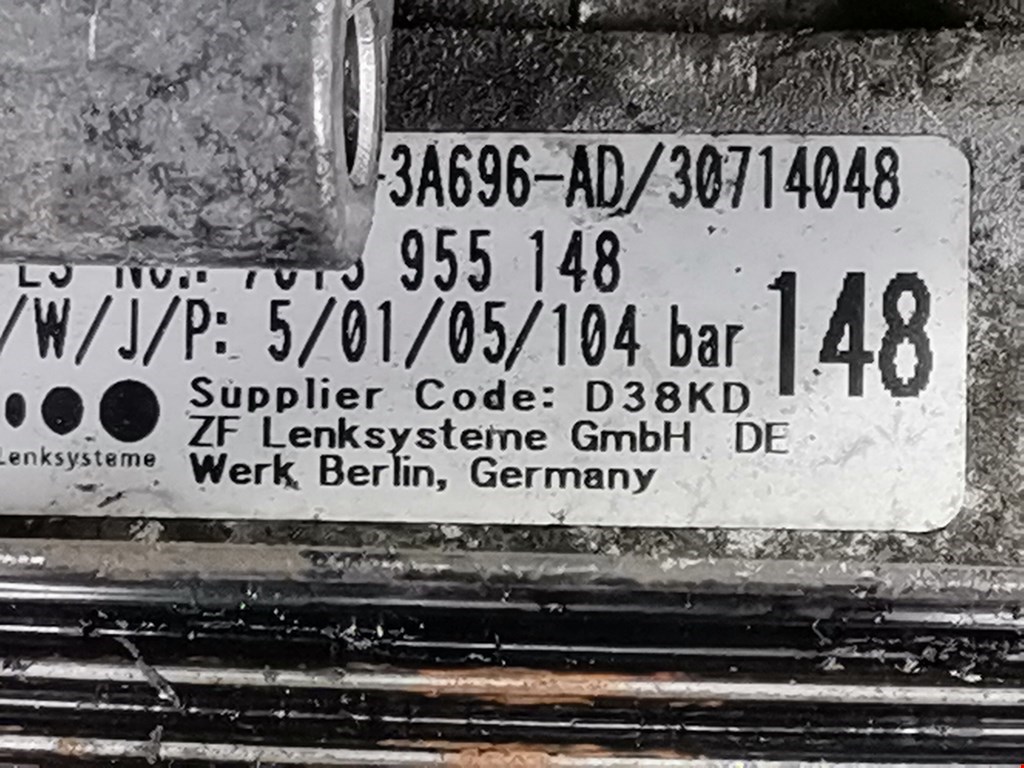 -3A696-AD/30714048
955 148
/W/J/P: 5/01/05/104 bar
148
Supplier Code: D38KD
ZF Lenksysteme GmbH DE
Lenksysteme
Werk Berlin, Germany